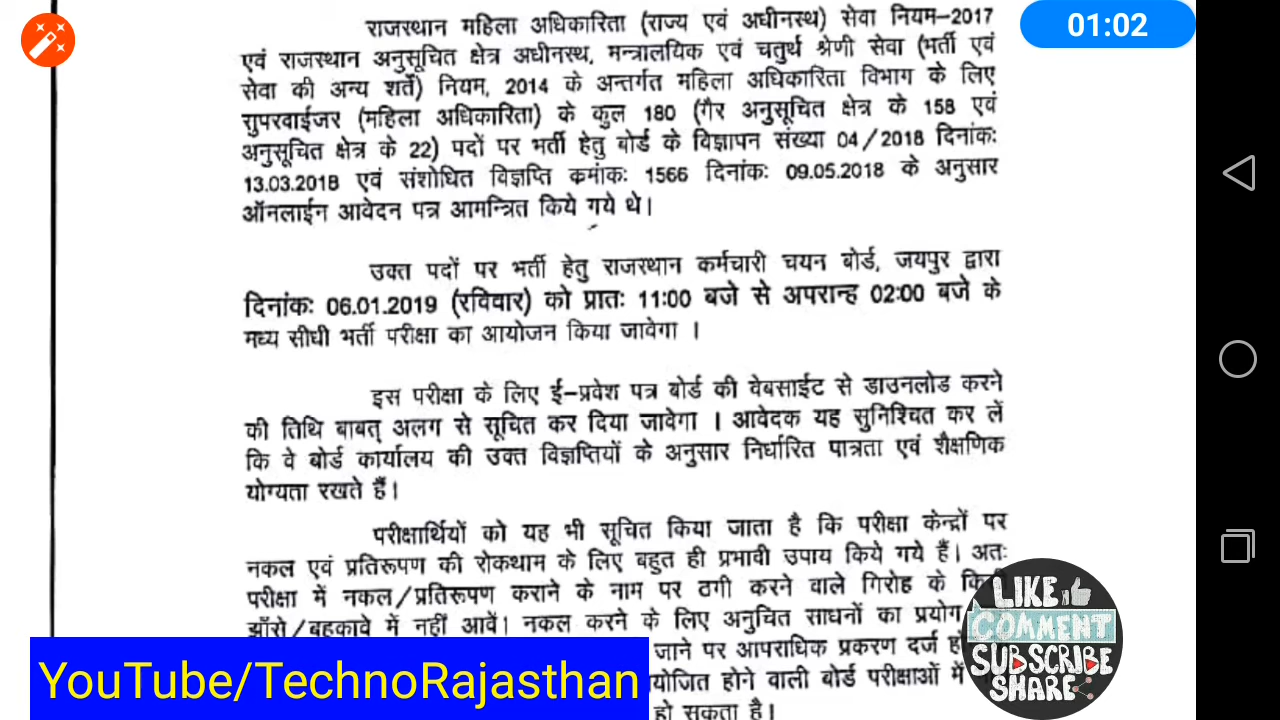 राजस्थान महिला अधिकारिता (राज्य एवं अधीनस्थ) सेवा नियम–2017
01:02
एवं राजस्थान अनुसूचित क्षेत्र अधीनस्थ, मन्त्रालयिक एवं चतुर्थ श्रेणी सेवा (भर्ती एवं
सेवा की अन्य शर्ते) नियम, 2014 के अन्तर्गत महिला अधिकारिता विभाग के लिए
सुपरवाईजर (महिला अधिकारिता) के कुल 180 (गैर अनुसूचित क्षेत्र के 158 एवं
अनुसूचित क्षेत्र के 22) पदों पर भर्ती हेतु बोर्ड के विज्ञापन संख्या 04/2018 दिनांकः
13.03.2018 एवं संशोधित विज्ञप्ति क्रमांकः 1566 दिनांकः 09.05.2018 के अनुसार
ऑनलाईन आवेदन पत्र आमन्त्रित किये गये थे।
उक्त पदों पर भर्ती हेतु राजस्थान कर्मचारी चयन बोर्ड, जयपुर द्वारा
दिनांकः 06.01.2019 (रविवार) को प्रातः 11:00 बजे से अपरान्ह 02:00 बजे के
मध्य सीधी भर्ती परीक्षा का आयोजन किया जावेगा ।
इस परीक्षा के लिए ई–प्रवेश पत्र बोर्ड की वेबसाईट से डाउनलोड करने
की तिथि बाबत् अलग से सूचित कर दिया जावेगा । आवेदक यह सुनिश्चित कर लें
कि वे बोर्ड कार्यालय की उक्त विज्ञप्तियों के अनुसार निर्धारित पात्रता एवं शैक्षणिक
योग्यता रखते हैं।
परीक्षार्थियों को यह भी सूचित किया जाता है कि परीक्षा केन्द्रों पर
नकल एवं प्रतिरूपण की रोकथाम के लिए बहुत ही प्रभावी उपाय किये गये हैं। अतः
परीक्षा में नकल/प्रतिरूपण कराने के नाम पर ठगी करने वाले गिरोह के
झाँसे/बहकावे में नहीं आवें। नकल करने के लिए अनुचित साधनों का प्रयोग
जाने पर आपराधिक प्रकरण दर्ज
होने वाली बोर्ड परीक्षाओं में
हो सकता है।
YouTube/TechnoRajasthan
LIKE
COMMENT
SUBSCRIBE
SHARE